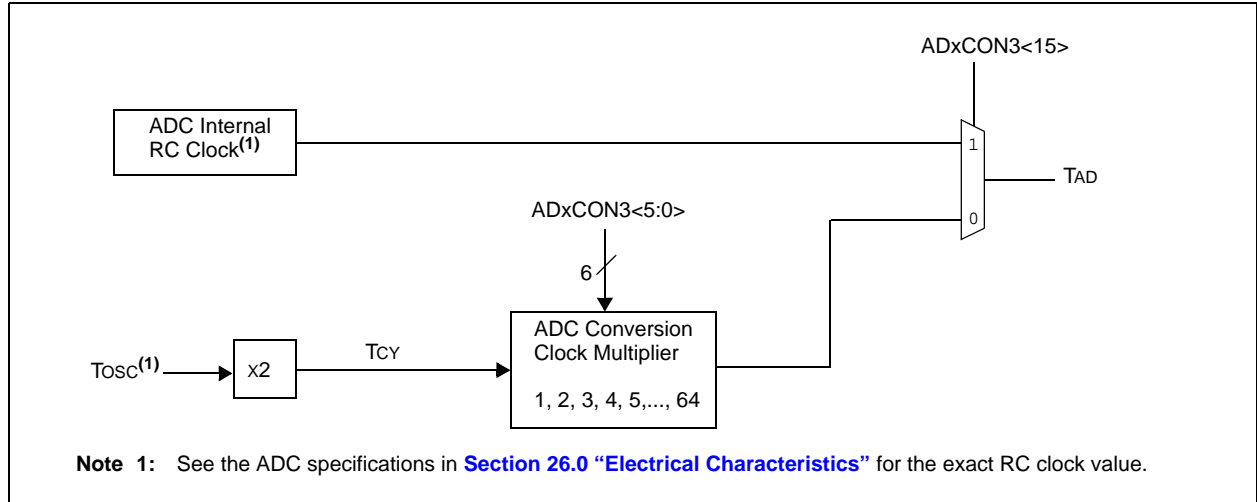 ADxCON3<15>
ADC Internal
RC Clock(1)
1
TAD
ADxCON3<5:0>
0
6
ADC Conversion
Clock Multiplier
1, 2, 3, 4, 5,..., 64
TOSC(1)
X2
TCY
Note 1: See the ADC specifications in Section 26.0 “Electrical Characteristics” for the exact RC clock value.